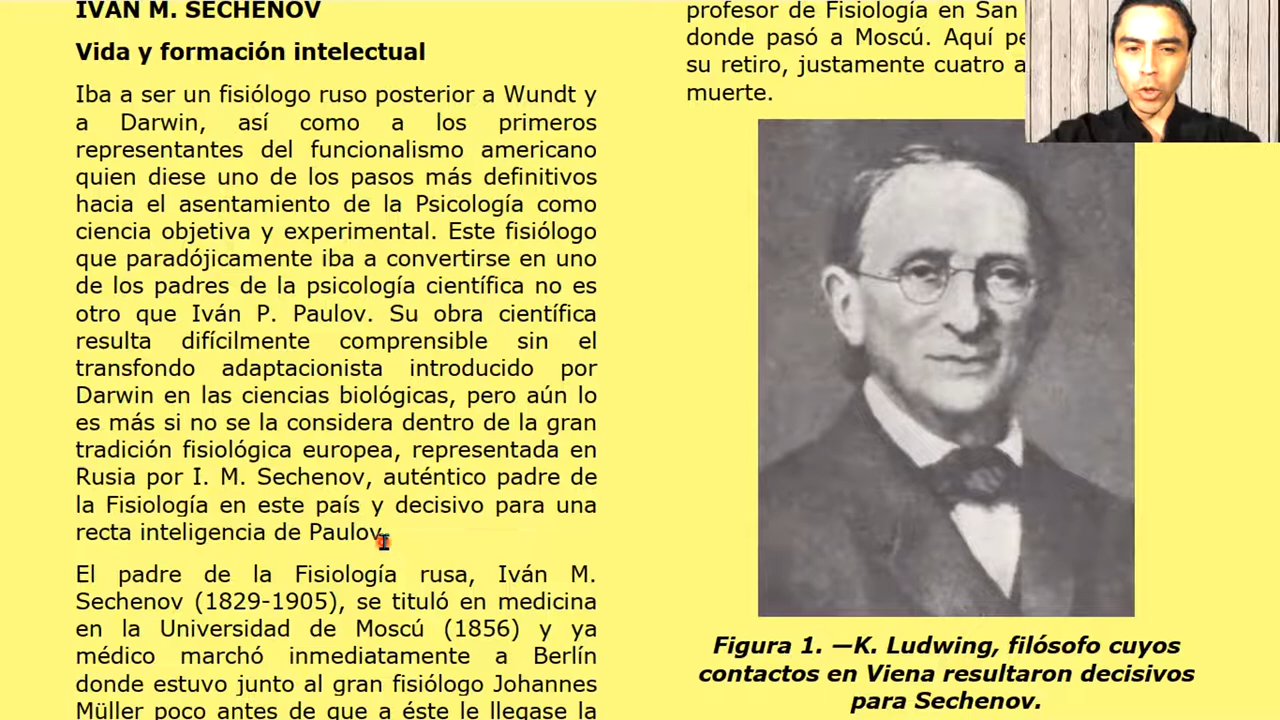 IVÁN M. SECHENOV
Vida y formación intelectual
Iba a ser un fisiólogo ruso posterior a Wundt y
a Darwin, así como a los primeros
representantes del funcionalismo americano
quien diese uno de los pasos más definitivos
hacia el asentamiento de la Psicología como
ciencia objetiva y experimental. Este fisiólogo
que paradójicamente iba a convertirse en uno
de los padres de la psicología científica no es
otro que Iván P. Paulov. Su obra científica
resulta difícilmente comprensible sin el
transfondo adaptacionista introducido por
Darwin en las ciencias biológicas, pero aún lo
es más si no se la considera dentro de la gran
tradición fisiológica europea, representada en
Rusia por I. M. Sechenov, auténtico padre de
la Fisiología en este país y decisivo para una
recta inteligencia de Paulov.
El padre de la Fisiología rusa, Iván M.
Sechenov (1829-1905), se tituló en medicina
en la Universidad de Moscú (1856) y ya
médico marchó inmediatamente a Berlín
donde estuvo junto al gran fisiólogo Johannes
Müller poco antes de que a éste le llegase la
profesor de Fisiología en San
donde pasó a Moscú. Aquí
su retiro, justamente cuatro
muerte.
Figura 1. —K. Ludwing, filósofo cuyos
contactos en Viena resultaron decisivos
para Sechenov.